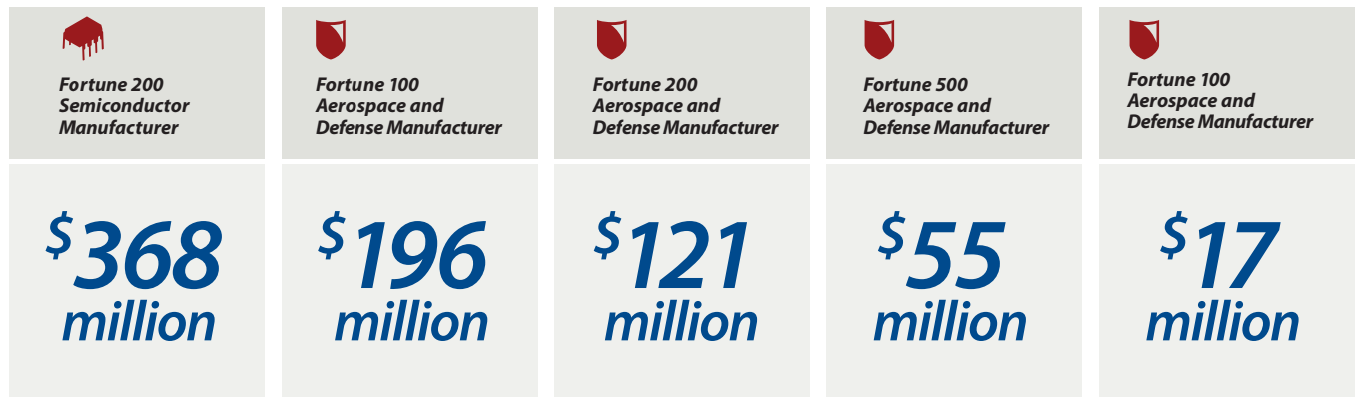 Fortune 200
Semiconductor
Manufacturer
$368
million
Fortune 100
Aerospace and
Defense Manufacturer
$196
million
Fortune 200
Aerospace and
Defense Manufacturer
$121
million
Fortune 500
Aerospace and
Defense Manufacturer
$55
million
Fortune 100
Aerospace and
Defense Manufacturer
$17
million